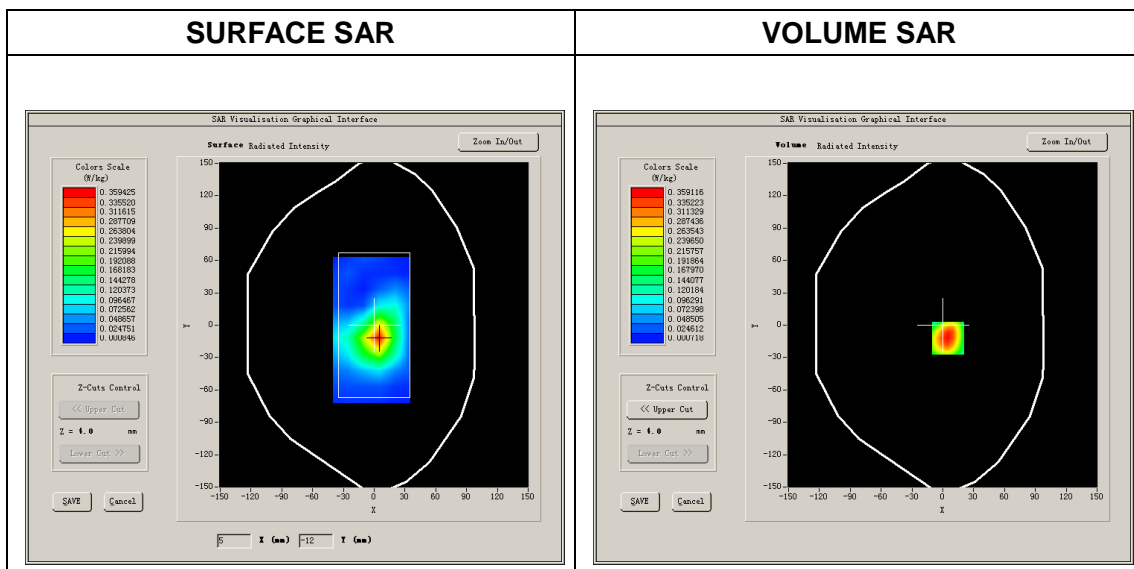 SURFACE SAR
VOLUME SAR
SAR Visualisation Graphical Interface
Surface Radiated Intensity
Zoom In/Out
Colors Scale
(W/kg)
0.359425
0.335520
0.311615
0.287709
0.263804
0.239899
0.215994
0.192088
0.168183
0.144278
0.120373
0.096467
0.072562
0.048657
0.024751
0.000846
Z-Cuts Control
<< Upper Cut
Z = 4.0 mm
Lower Cut >>
SAVE
Cancel
150
120
90
60
30
0
-30
-60
-90
-120
-150
Y
-150 -120 -90 -60 -30 0 30 60 90 120 150
X
5 X (mm) -12 Y (mm)
SAR Visualisation Graphical Interface
Volume Radiated Intensity
Zoom In/Out
Colors Scale
(W/kg)
0.359116
0.335223
0.311329
0.287436
0.263543
0.239650
0.215757
0.191864
0.167970
0.144077
0.120184
0.096291
0.072398
0.048505
0.024612
0.000718
Z-Cuts Control
<< Upper Cut
Z = 4.0 mm
Lower Cut >>
SAVE
Cancel
150
120
90
60
30
0
-30
-60
-90
-120
-150
Y
-150 -120 -90 -60 -30 0 30 60 90 120 150
X